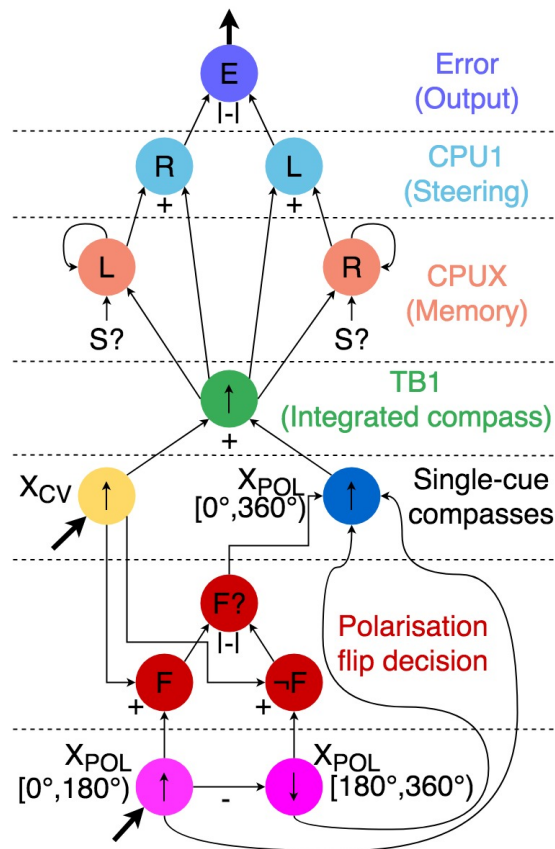 E
|-|
Error
(Output)
R
L
+
+
CPU1
(Steering)
L
R
S?
S?
CPUX
(Memory)
↑
+
TB1
(Integrated compass)
XCV
↑
XPOL
[0°,360°)
↑
Single-cue
compasses
F?
|-|
F
¬F
+
+
Polarisation
flip decision
XPOL
[0°,180°)
↑
-
↓
XPOL
[180°,360°)